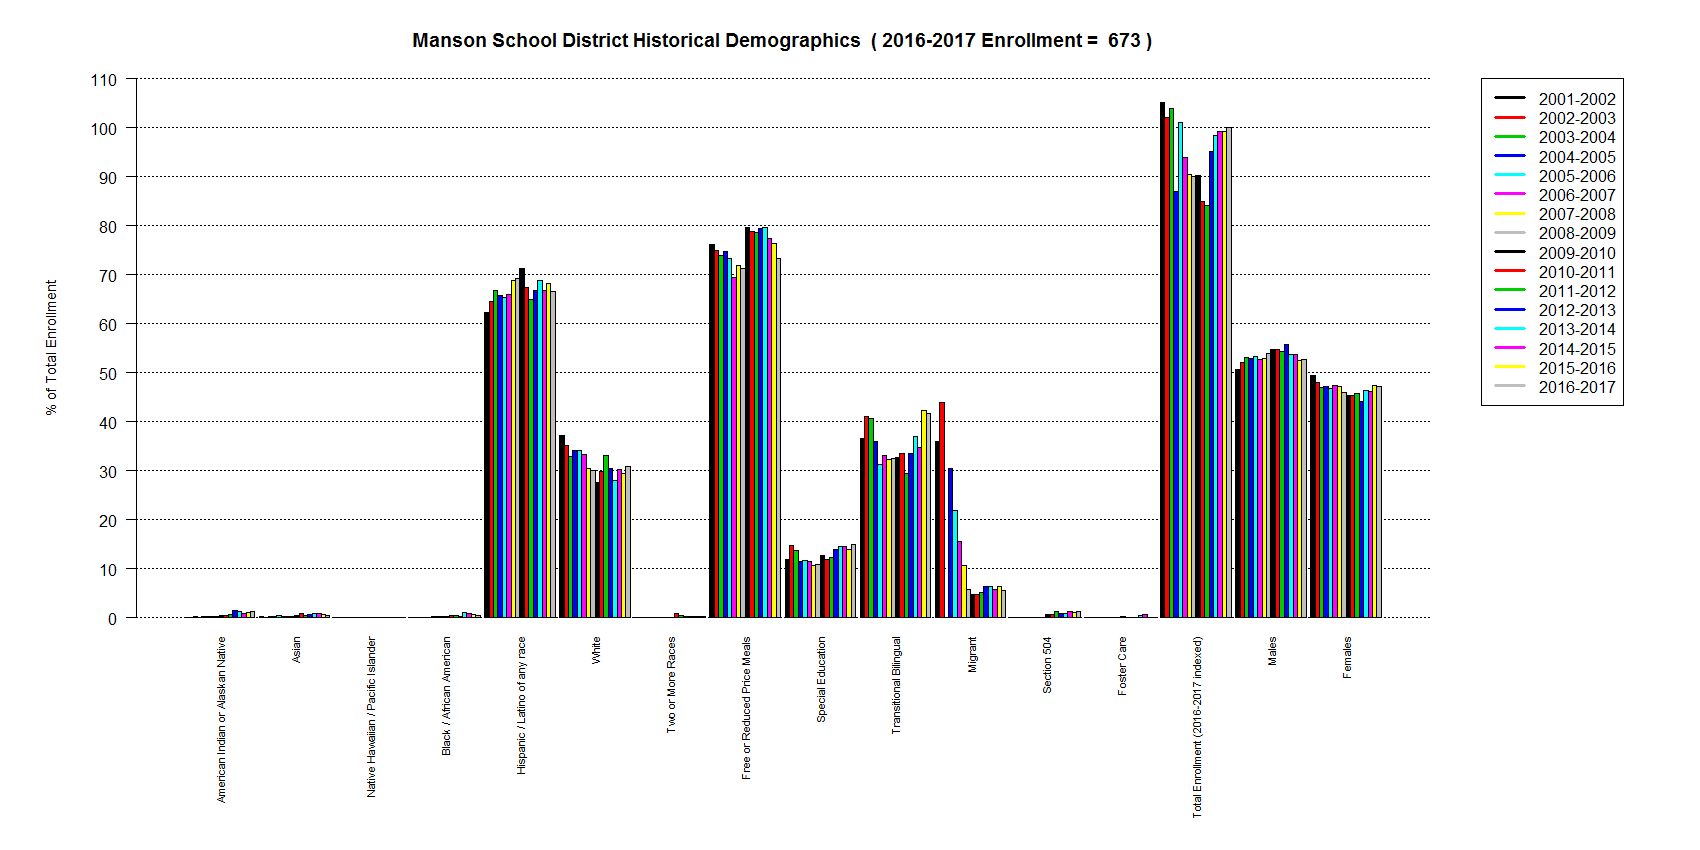 Manson School District Historical Demographics ( 2016-2017 Enrollment = 673 )
% of Total Enrollment
110
100
90
80
70
60
50
40
30
20
10
0
American Indian or Alaskan Native
Asian
Native Hawaiian / Pacific Islander
Black / African American
Hispanic / Latino of any race
White
Two or More Races
Free or Reduced Price Meals
Special Education
Transitional Bilingual
Migrant
Section 504
Foster Care
Total Enrollment (2016-2017 indexed)
Males
Females
2001-2002
2002-2003
2003-2004
2004-2005
2005-2006
2006-2007
2007-2008
2008-2009
2009-2010
2010-2011
2011-2012
2012-2013
2013-2014
2014-2015
2015-2016
2016-2017